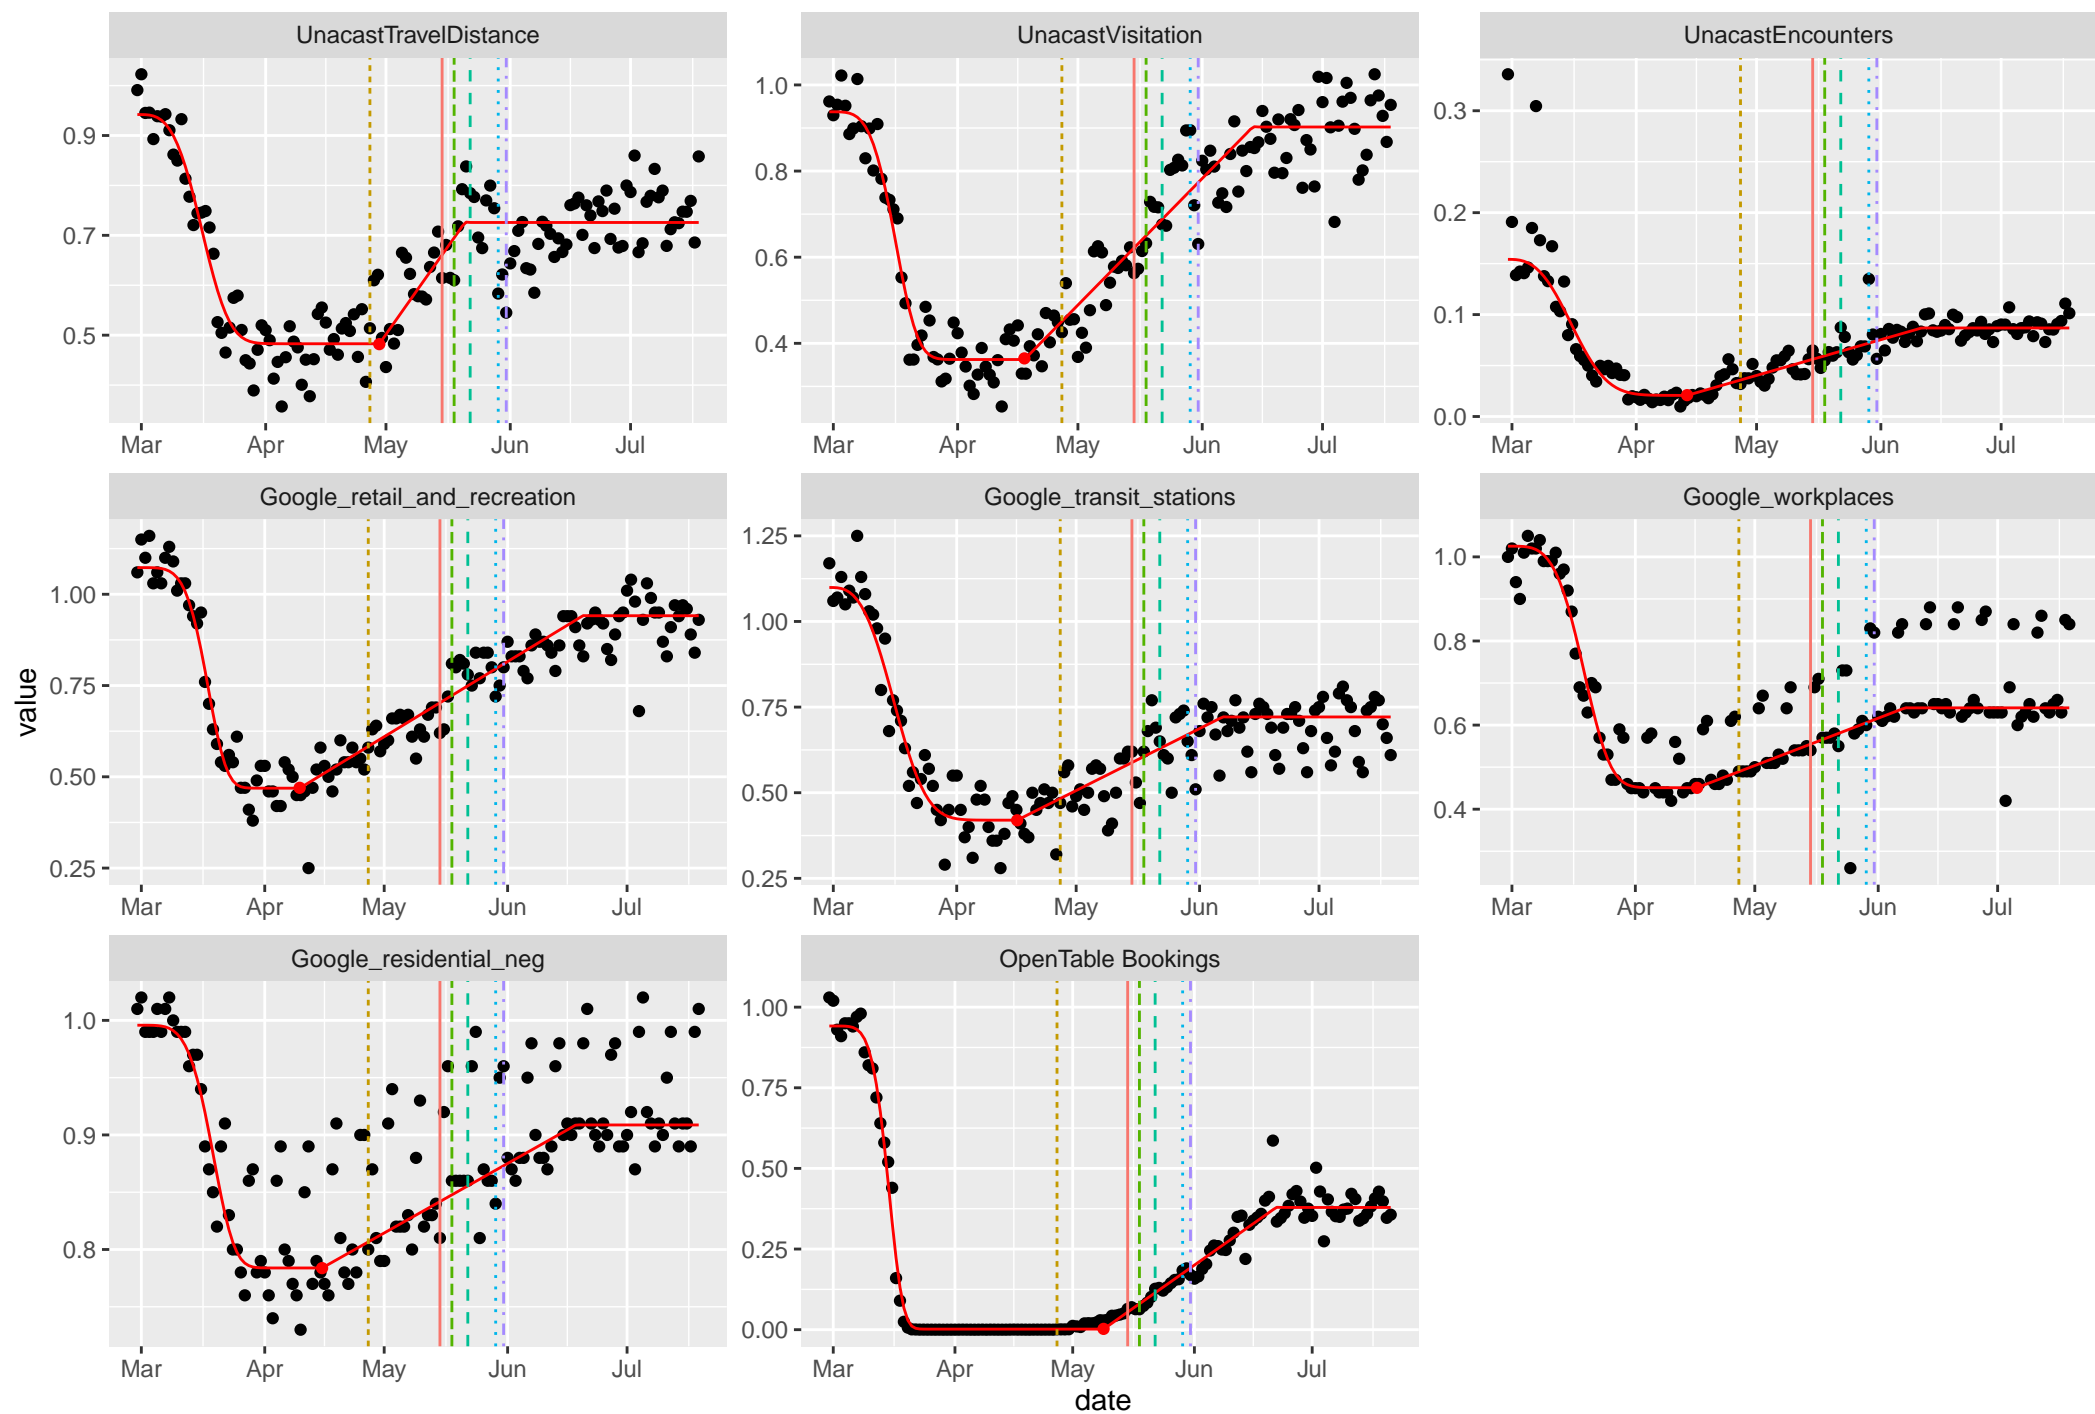 UnacastTravelDistance
UnacastVisitation
UnacastEncounters
0.9
0.7
0.5
1.0
0.8
0.6
0.4
0.3
0.2
0.1
0.0
Mar Apr May Jun Jul
Mar Apr May Jun Jul
Mar Apr May Jun Jul
Google_retail_and_recreation
Google_transit_stations
Google_workplaces
1.00
0.75
0.50
0.25
1.25
1.00
0.75
0.50
0.25
1.0
0.8
0.6
0.4
Mar Apr May Jun Jul
Mar Apr May Jun Jul
Mar Apr May Jun Jul
value
Google_residential_neg
OpenTable Bookings
1.0
0.9
0.8
1.00
0.75
0.50
0.25
0.00
Mar Apr May Jun Jul
Mar Apr May Jun Jul
date